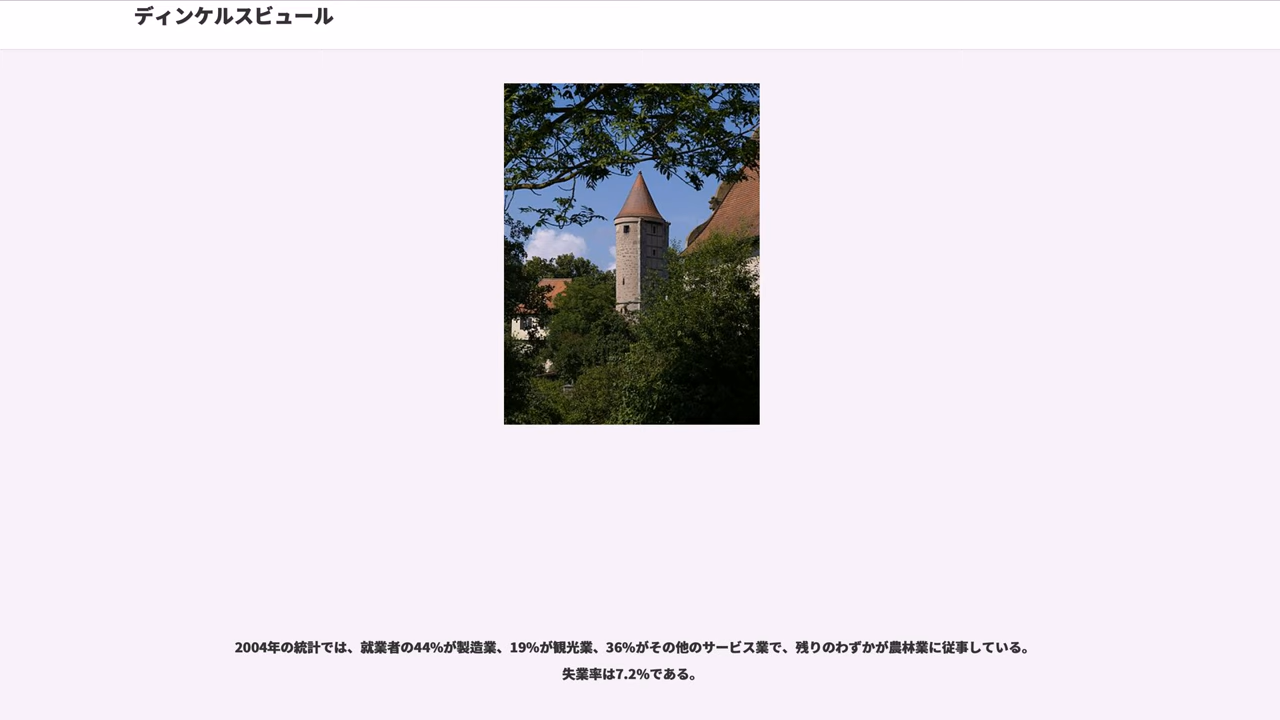 ディンケルスビュール
2004年の統計では、就業者の44%が製造業、19%が観光業、36%がその他のサービス業で、残りのわずかが農林業に従事している。
失業率は7.2%である。